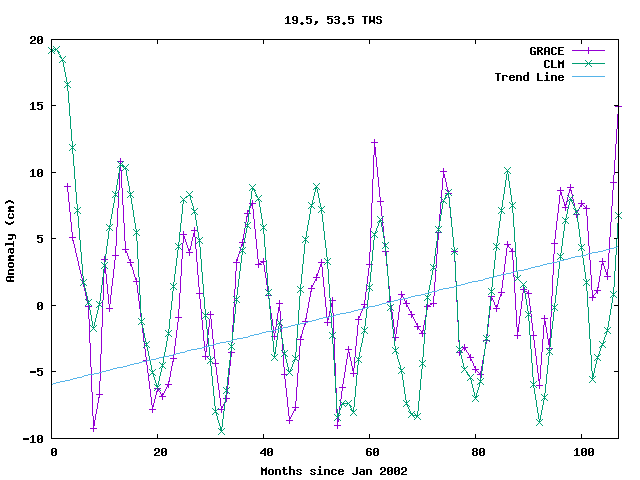 19.5, 53.5 TWS
GRACE
CLM
Trend Line
20
15
10
5
0
-5
-10
Anomaly (cm)
0 20 40 60 80 100
Months since Jan 2002